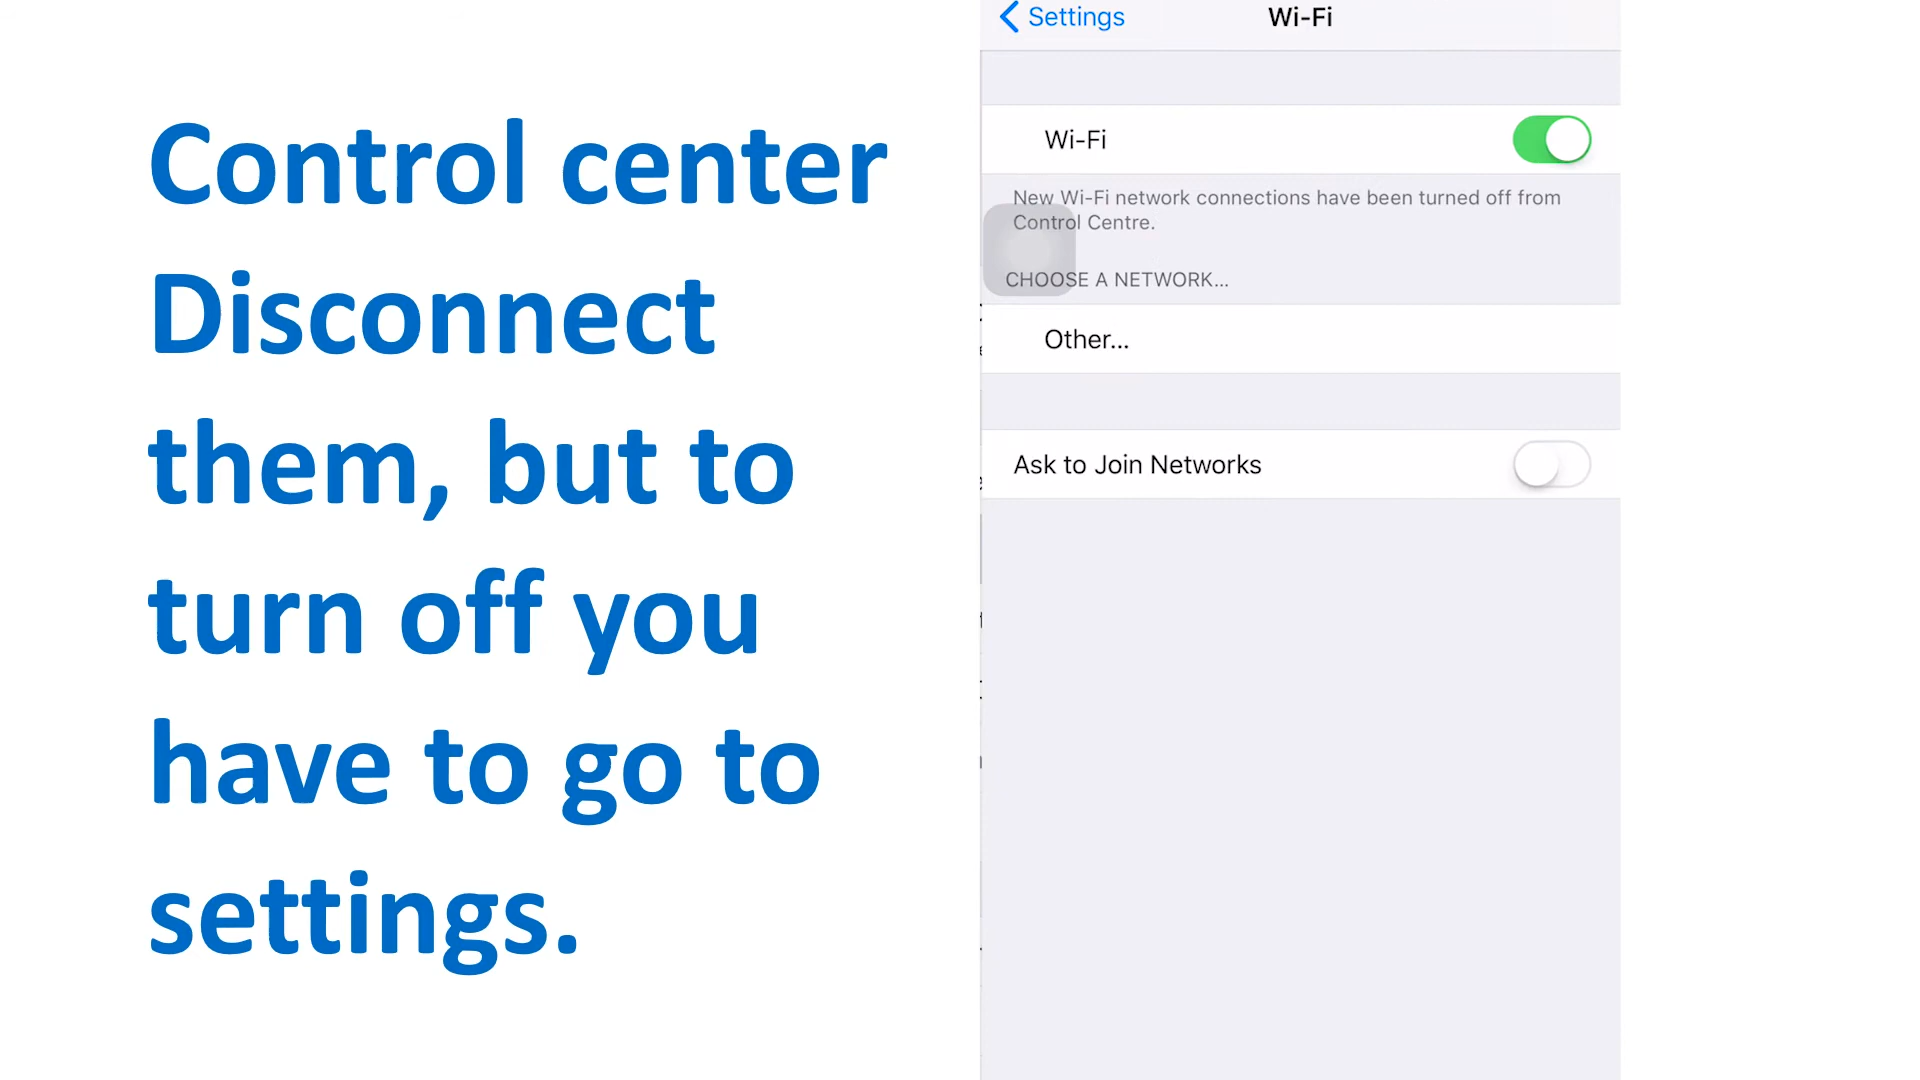 Control center
Disconnect
them, but to
turn off you
have to go to
settings.
Settings
Wi-Fi
Wi-Fi
New Wi-Fi network connections have been turned off from
Control Centre.
CHOOSE A NETWORK...
Other...
Ask to Join Networks